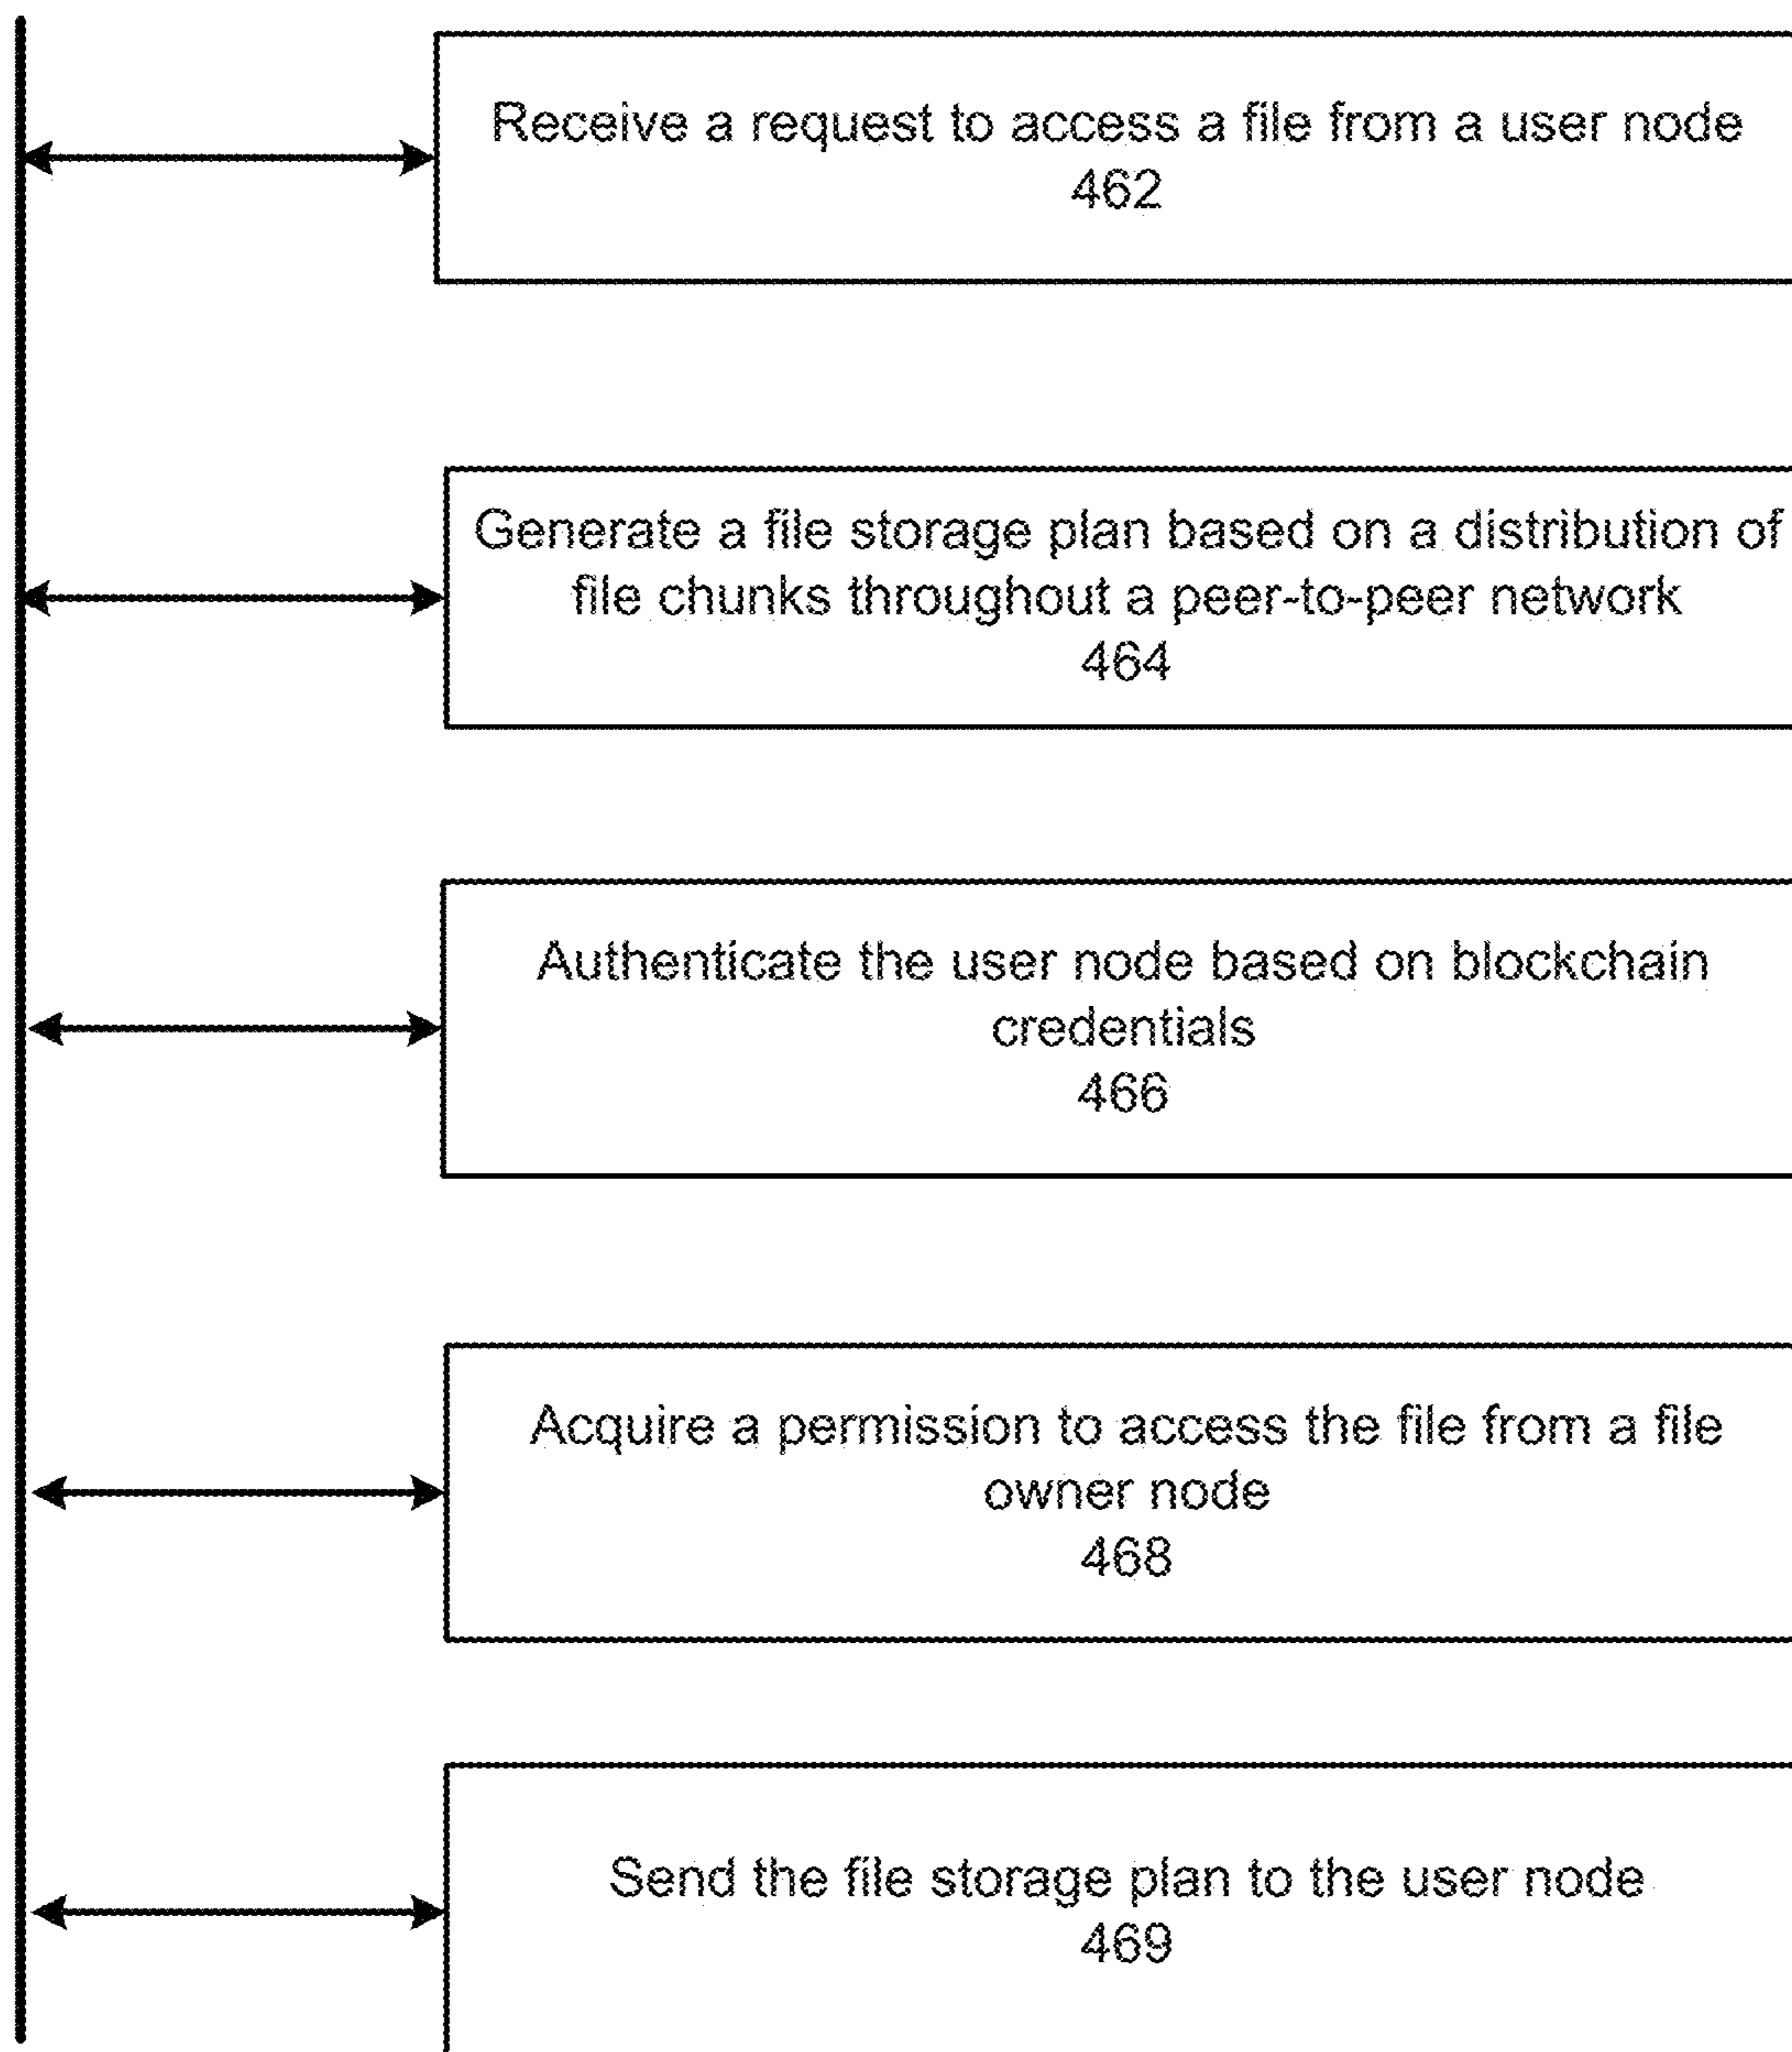 Receive a request to access a file from a user node
462
Generate a file storage plan based on a distribution of
file chunks throughout a peer-to-peer network
464
Authenticate the user node based on blockchain
credentials
466
Acquire a permission to access the file from a file
owner node
468
Send the file storage plan to the user node
469